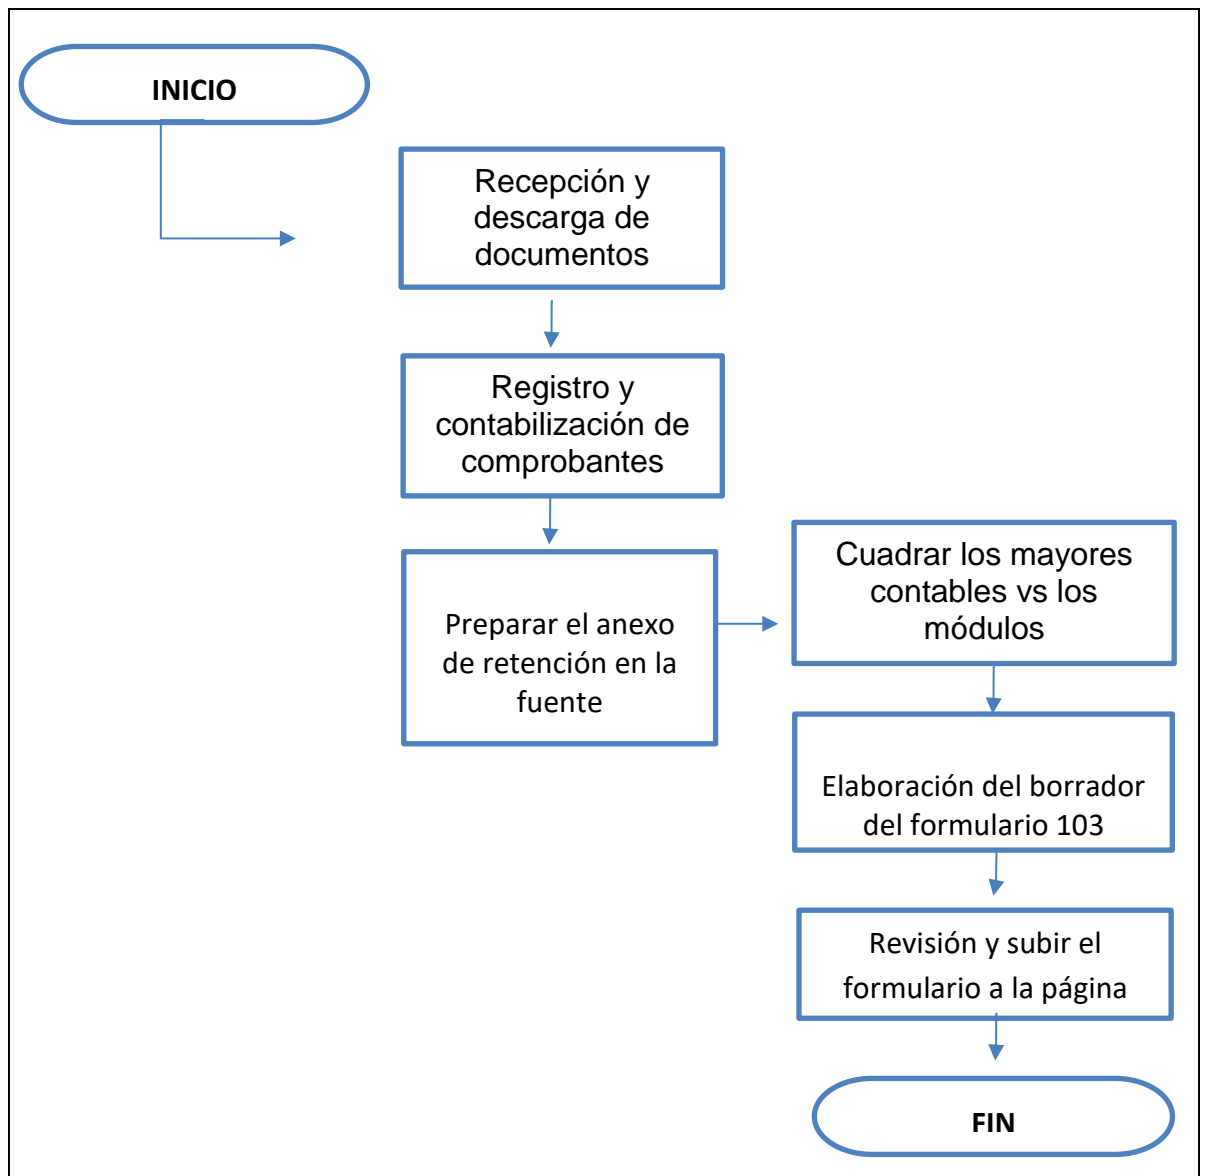 INICIO
Recepción y
descarga de
documentos
Registro y
contabilización de
comprobantes
Preparar el anexo
de retención en la
fuente
Cuadrar los mayores
contables vs los
módulos
Elaboración del borrador
del formulario 103
Revisión y subir el
formulario a la página
FIN